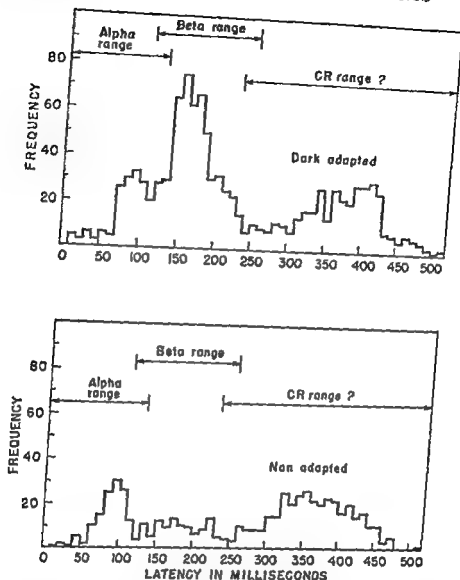 Beta range
Alpha range
CR range ?
Dark adapted
FREQUENCY
80
60
40
20
0 50 100 150 200 250 300 350 400 450 500
Beta range
Alpha range
CR range ?
Nan adapted
FREQUENCY
80
60
40
20
0 50 100 150 200 250 300 350 400 450 500
LATENCY IN MILLISECONDS